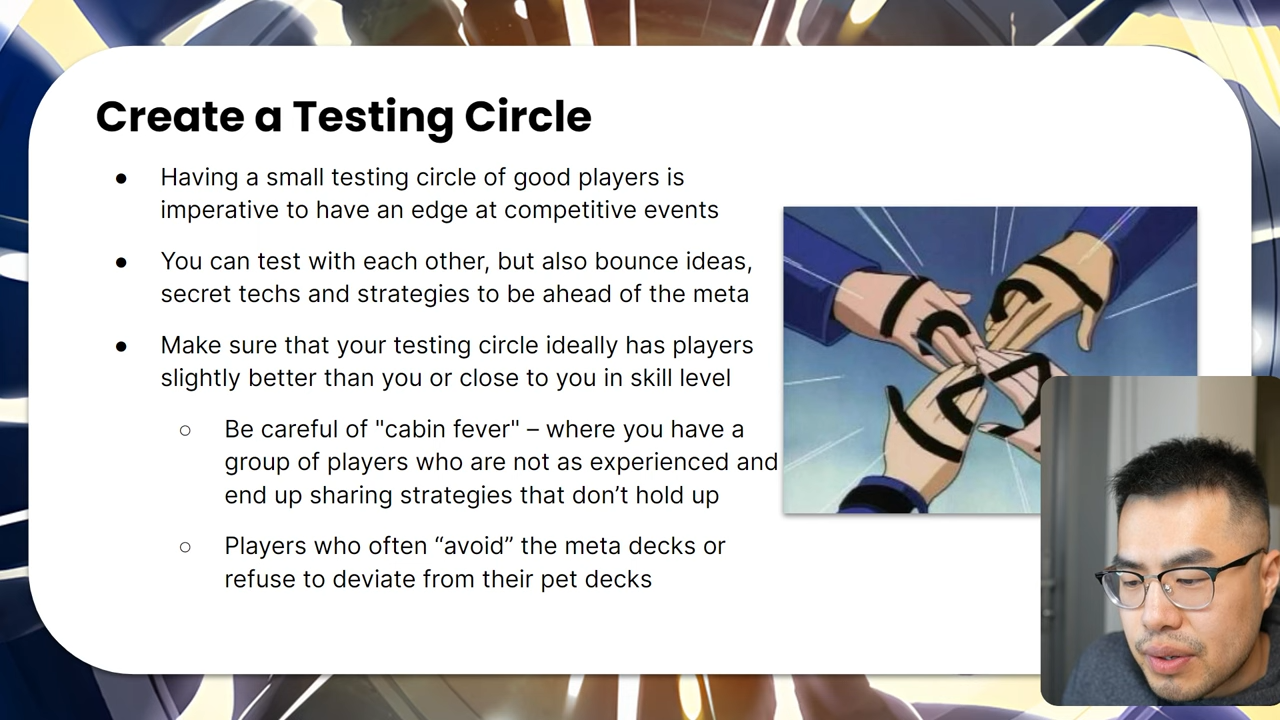 Create a Testing Circle
● Having a small testing circle of good players is
imperative to have an edge at competitive events
● You can test with each other, but also bounce ideas,
secret techs and strategies to be ahead of the meta
● Make sure that your testing circle ideally has players
slightly better than you or close to you in skill level
○ Be careful of "cabin fever" – where you have a
group of players who are not as experienced and
end up sharing strategies that don’t hold up
○ Players who often “avoid” the meta decks or
refuse to deviate from their pet decks